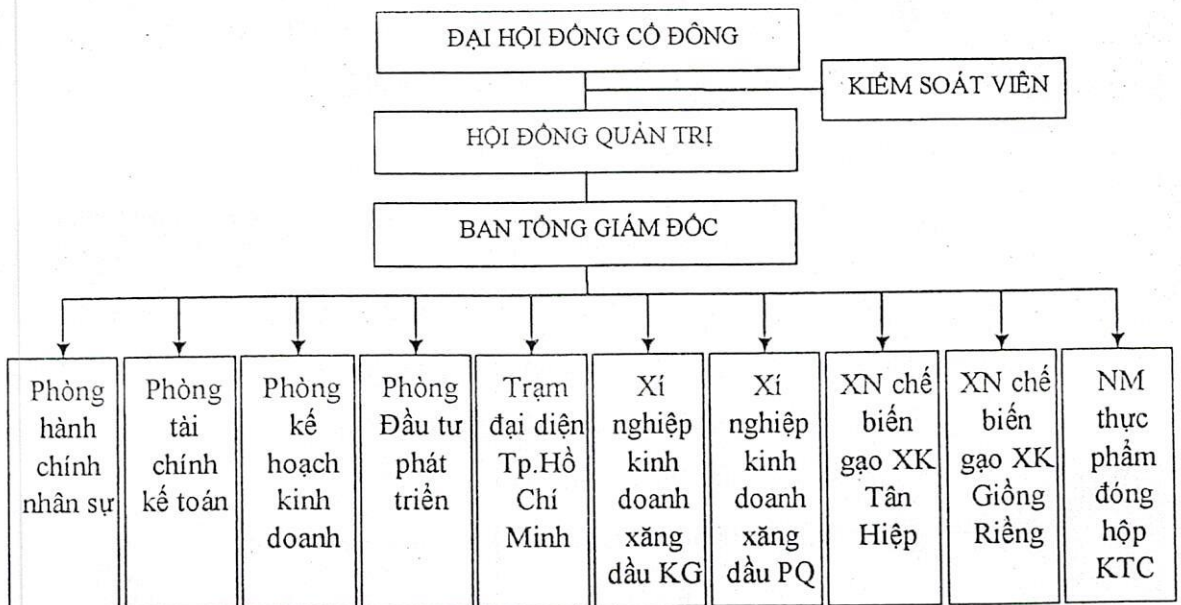 ĐẠI HỘI ĐỒNG CỔ ĐÔNG
KIỂM SOÁT VIÊN
HỘI ĐỒNG QUẢN TRỊ
BAN TỔNG GIÁM ĐỐC
Phòng
hành
chính
nhân sự
Phòng
tài
chính
kế toán
Phòng
kế
hoạch
kinh
doanh
Phòng
Đầu tư
phát
triển
Trạm
đại diện
Tp.Hồ
Chí
Minh
Xí
nghiệp
kinh
doanh
xăng
dầu KG
Xí
nghiệp
kinh
doanh
xăng
dầu PQ
XN chế
biến
gạo XK
Tân
Hiệp
XN chế
biến
gạo XK
Giồng
Riềng
NM
thực
phẩm
đóng
hộp
KTC